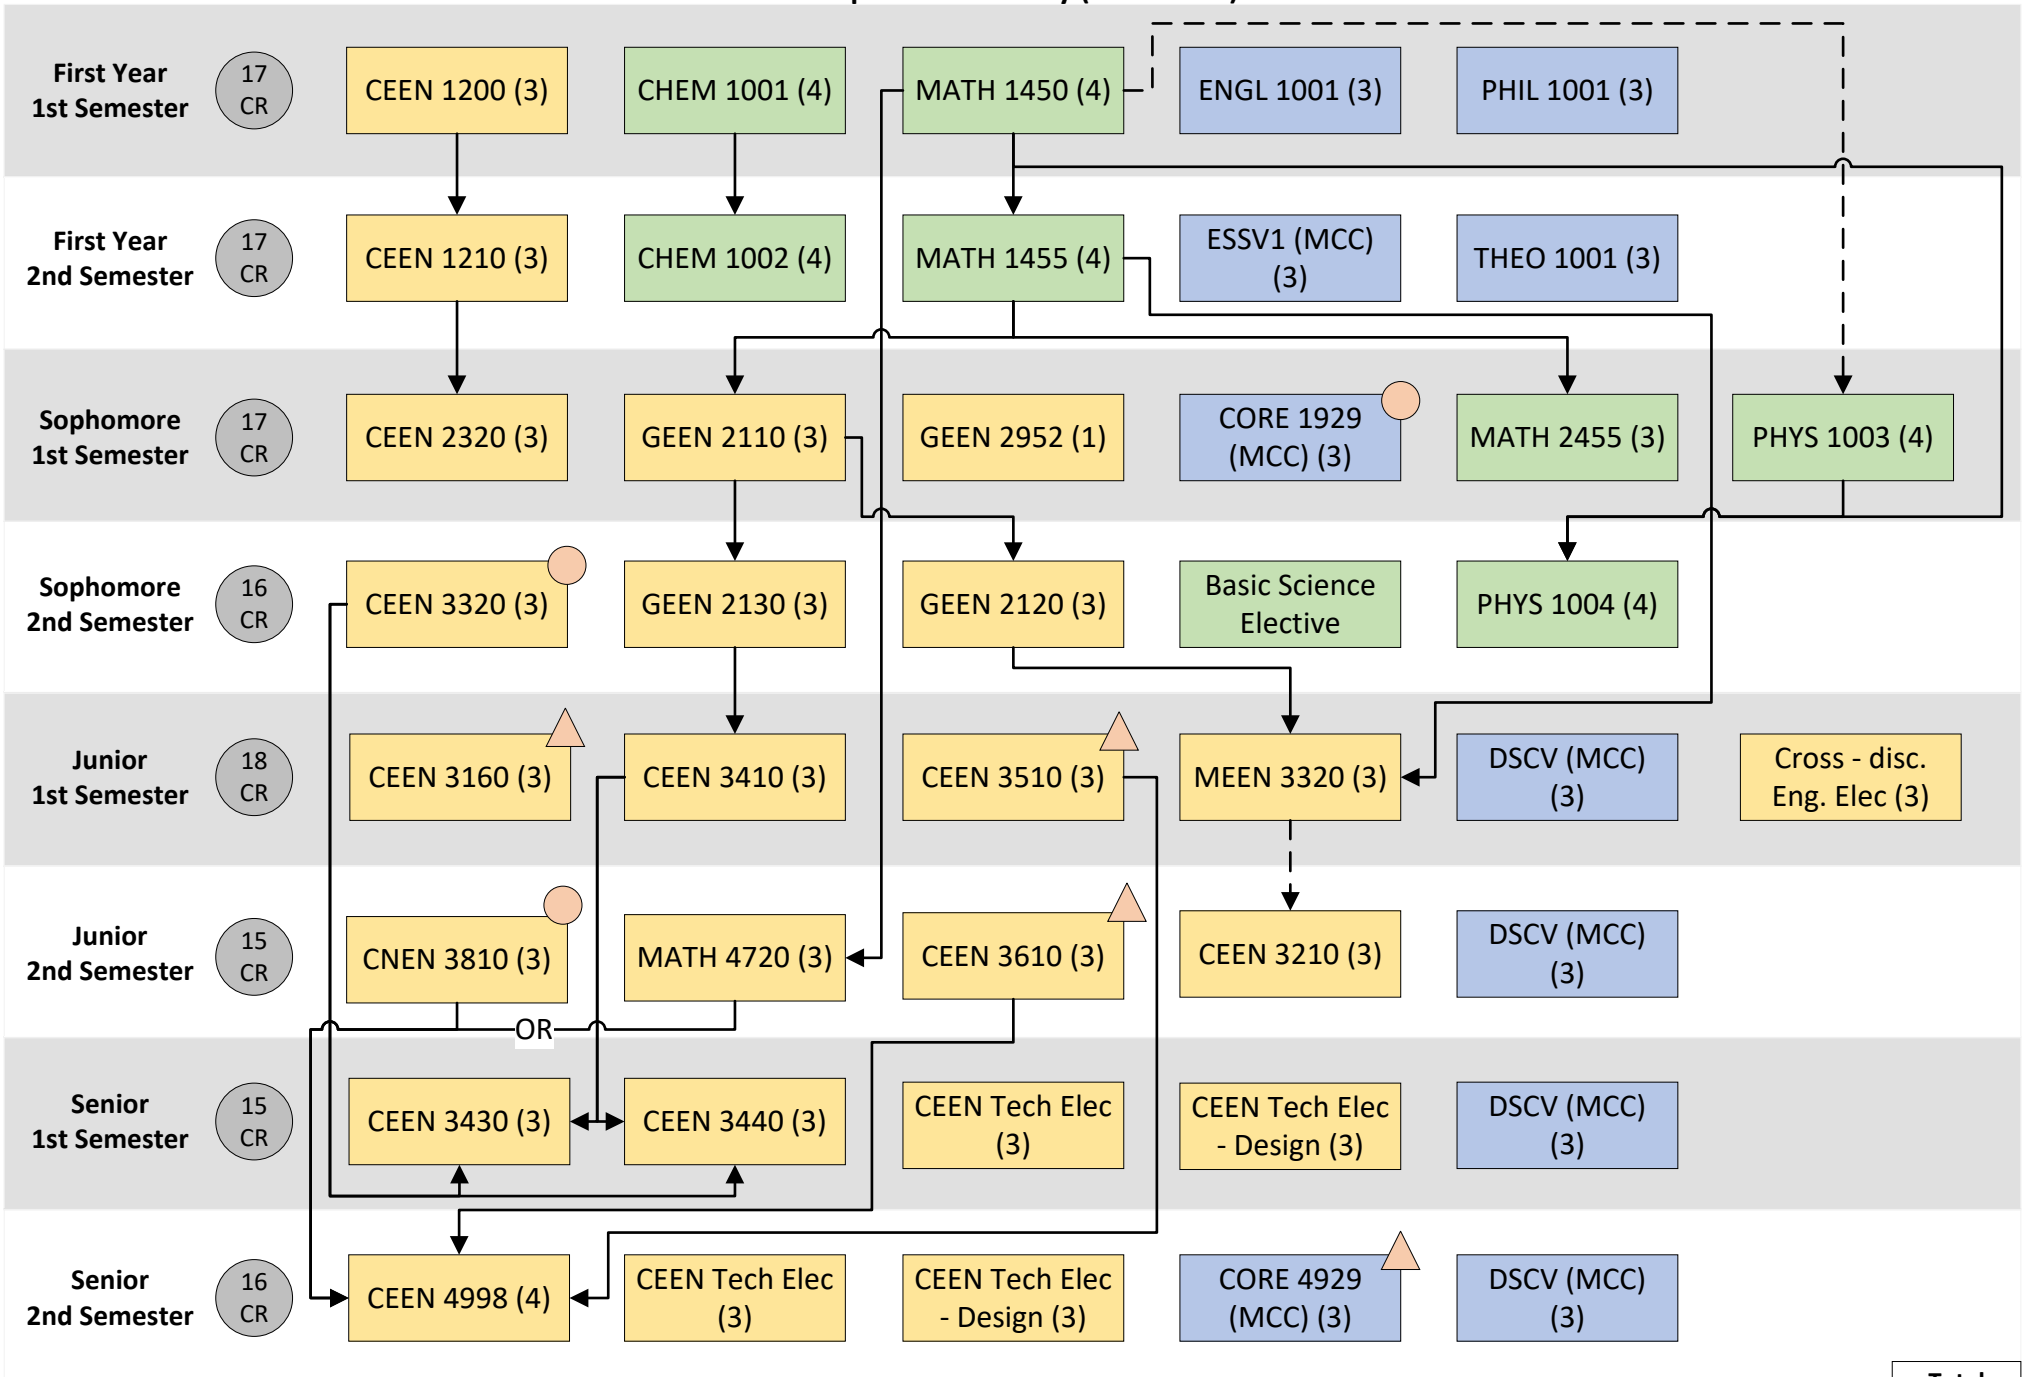 First Year
1st Semester
17
CR
CEEN 1200 (3)
CHEM 1001 (4)
MATH 1450 (4)
ENGL 1001 (3)
PHIL 1001 (3)
First Year
2nd Semester
17
CR
CEEN 1210 (3)
CHEM 1002 (4)
MATH 1455 (4)
ESSV1 (MCC)
(3)
THEO 1001 (3)
Sophomore
1st Semester
17
CR
CEEN 2320 (3)
GEEN 2110 (3)
GEEN 2952 (1)
CORE 1929
(MCC) (3)
MATH 2455 (3)
PHYS 1003 (4)
Sophomore
2nd Semester
16
CR
CEEN 3320 (3)
GEEN 2130 (3)
GEEN 2120 (3)
Basic Science
Elective
PHYS 1004 (4)
Junior
1st Semester
18
CR
CEEN 3160 (3)
CEEN 3410 (3)
CEEN 3510 (3)
MEEN 3320 (3)
DSCV (MCC)
(3)
Cross - disc.
Eng. Elec (3)
Junior
2nd Semester
15
CR
CNEN 3810 (3)
MATH 4720 (3)
CEEN 3610 (3)
CEEN 3210 (3)
DSCV (MCC)
(3)
OR
Senior
1st Semester
15
CR
CEEN 3430 (3)
CEEN 3440 (3)
CEEN Tech Elec
(3)
CEEN Tech Elec
- Design (3)
DSCV (MCC)
(3)
Senior
2nd Semester
16
CR
CEEN 4998 (4)
CEEN Tech Elec
(3)
CEEN Tech Elec
- Design (3)
CORE 4929
(MCC) (3)
DSCV (MCC)
(3)